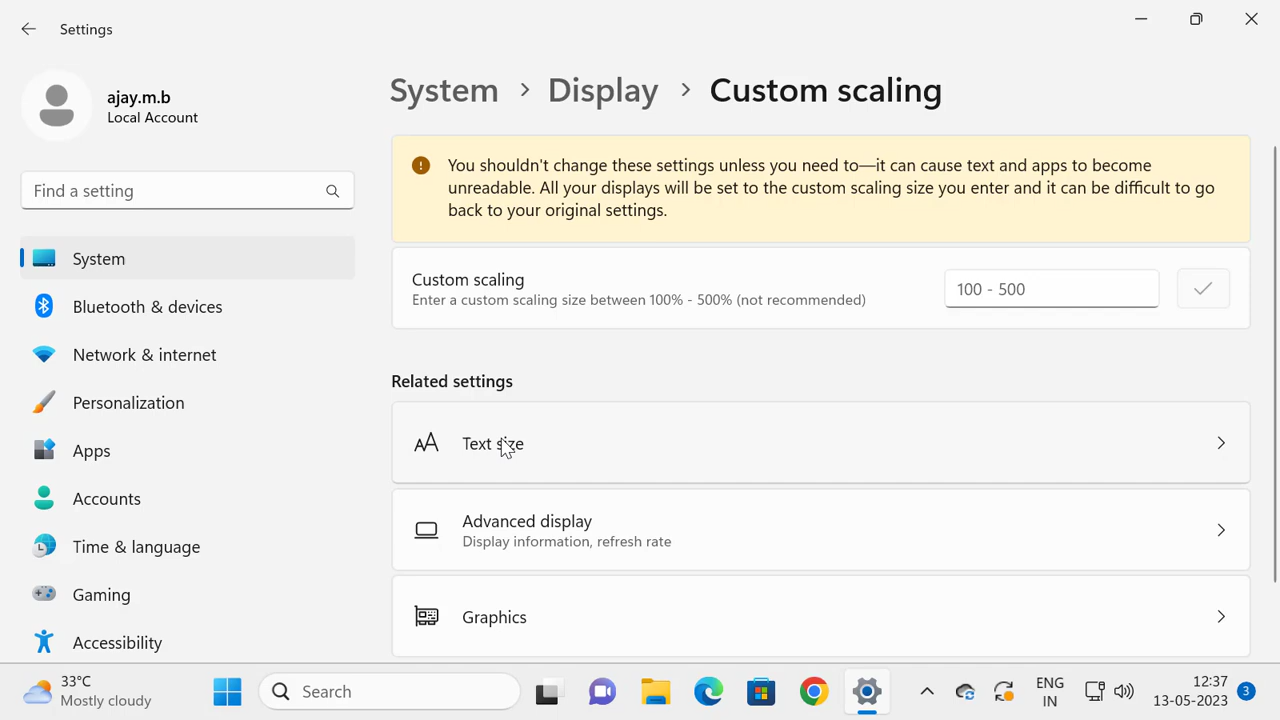 Settings
ajay.m.b
Local Account
Find a setting
System
Bluetooth & devices
Network & internet
Personalization
Apps
Accounts
Time & language
Gaming
Accessibility
System > Display > Custom scaling
You shouldn't change these settings unless you need to—it can cause text and apps to become
unreadable. All your displays will be set to the custom scaling size you enter and it can be difficult to go
back to your original settings.
Custom scaling
Enter a custom scaling size between 100% - 500% (not recommended)
100 - 500
Related settings
Text size
Advanced display
Display information, refresh rate
Graphics
33°C
Mostly cloudy
Search
ENG
IN
12:37
13-05-2023
3